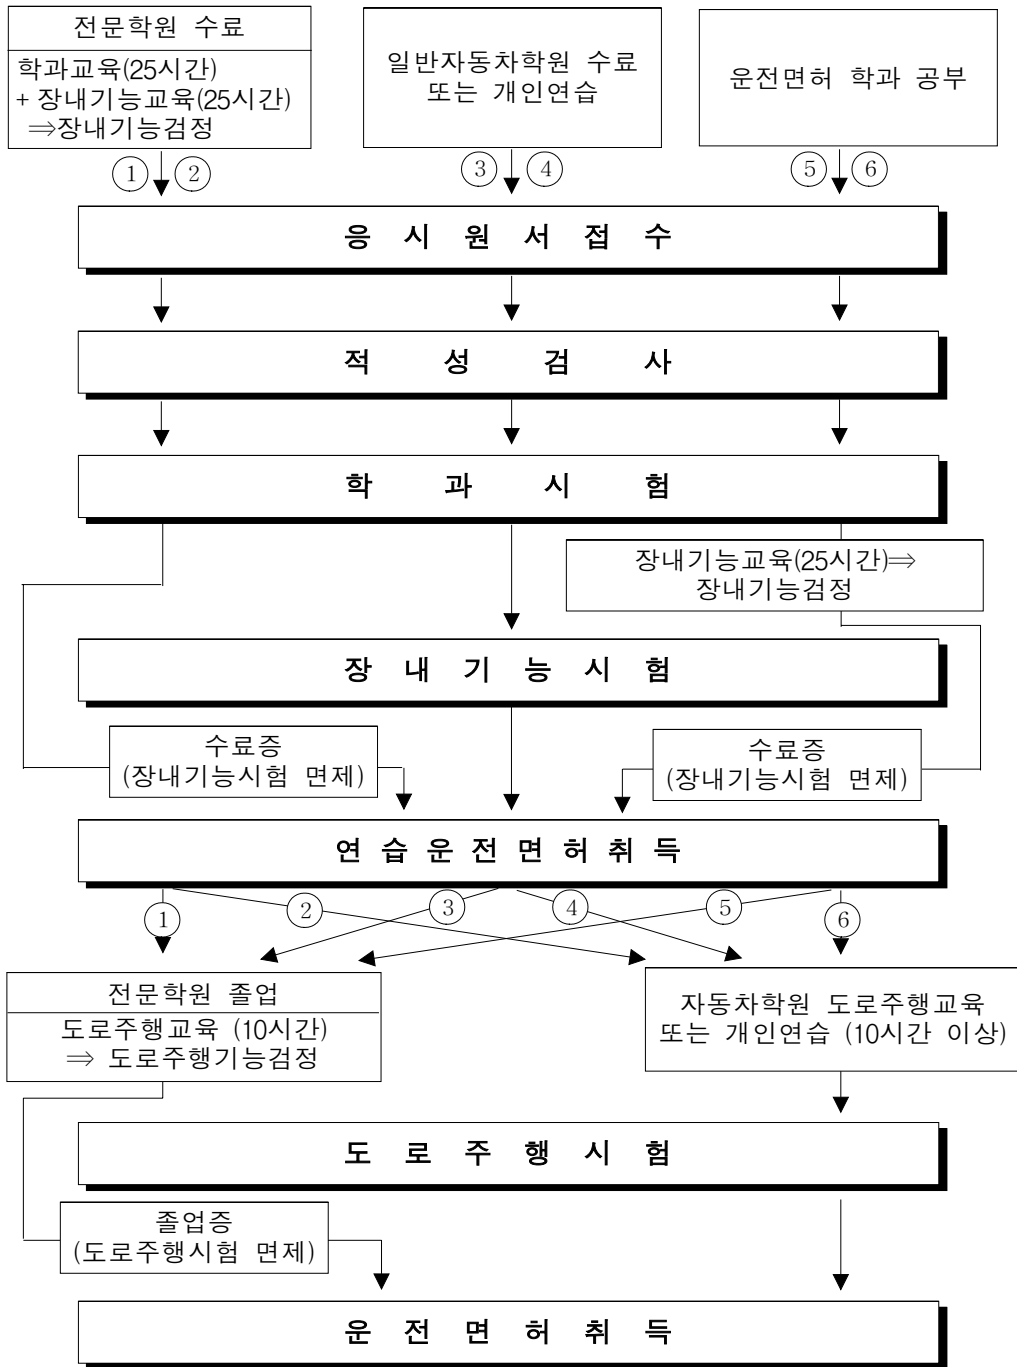 전문학원 수료
학과교육(25시간)
+ 장내기능교육(25시간)
⇒장내기능검정
일반자동차학원 수료
또는 개인연습
운전면허 학과 공부
① ② ③ ④ ⑤ ⑥
응 시 원 서 접 수
적 성 검 사
학 과 시 험
장내기능교육(25시간)⇒
장내기능검정
장 내 기 능 시 험
수료증
(장내기능시험 면제)
수료증
(장내기능시험 면제)
연 습 운 전 면 허 취 득
① ② ③ ④ ⑤ ⑥
전문학원 졸업
도로주행교육 (10시간)
⇒ 도로주행기능검정
자동차학원 도로주행교육
또는 개인연습 (10시간 이상)
도 로 주 행 시 험
졸업증
(도로주행시험 면제)
운 전 면 허 취 득